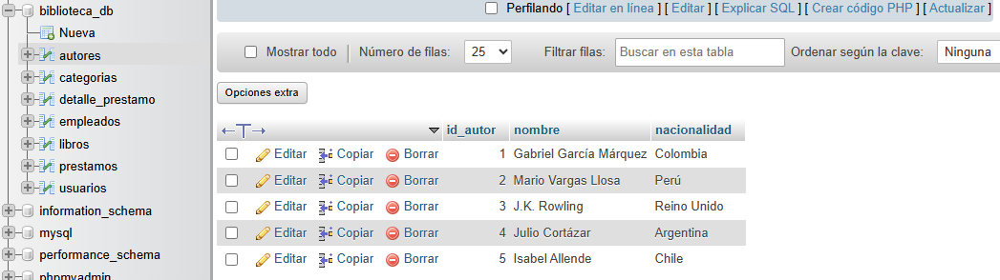 biblioteca_db
Nueva
autores
categorias
detalle_prestamo
empleados
libros
prestamos
usuarios
information_schema
mysql
performance_schema
phpmyadmin
Perfilando [ Editar en línea ] [ Editar ] [ Explicar SQL ] [ Crear código PHP ] [ Actualizar ]
Mostrar todo Número de filas: 25 Filtrar filas: Buscar en esta tabla Ordenar según la clave: Ninguna
Opciones extra
←T→ id_autor nombre nacionalidad
Editar Copiar Borrar 1 Gabriel García Márquez Colombia
Editar Copiar Borrar 2 Mario Vargas Llosa Perú
Editar Copiar Borrar 3 J.K. Rowling Reino Unido
Editar Copiar Borrar 4 Julio Cortázar Argentina
Editar Copiar Borrar 5 Isabel Allende Chile